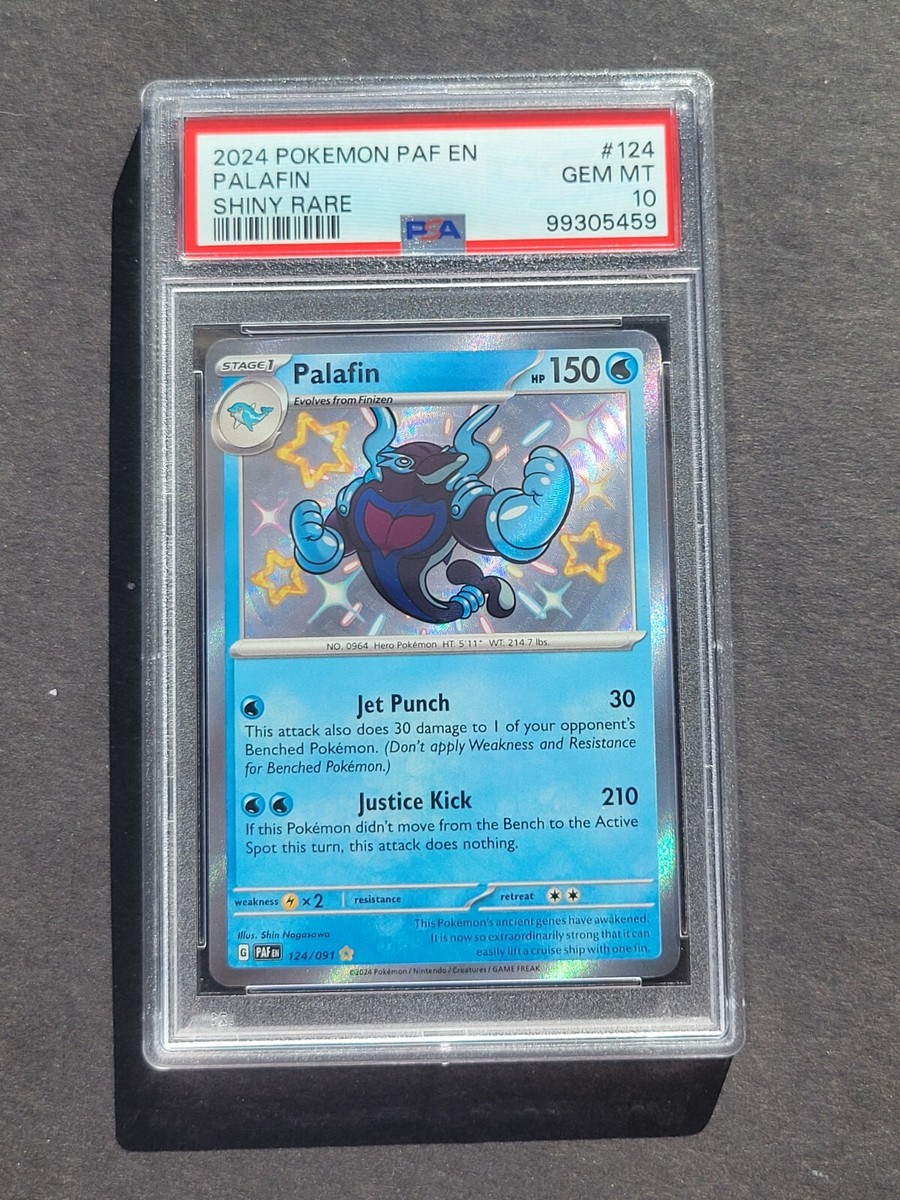 2024 POKEMON PAF EN #124
PALAFIN GEM MT
SHINY RARE 10
99305459
PSA
STAGE 1 Palafin HP 150
Evolves from Finizen
NO. 0964 Hero Pokémon HT: 5'11" WT: 214.7 lbs.
Jet Punch 30
This attack also does 30 damage to 1 of your opponent's
Benched Pokémon. (Don't apply Weakness and Resistance
for Benched Pokémon.)
Justice Kick 210
If this Pokémon didn't move from the Bench to the Active
Spot this turn, this attack does nothing.
weakness ×2 resistance retreat
Illus. Shin Nagasawa
This Pokémon's ancient genes have awakened.
It is now so extraordinarily strong that it can
easily lift a cruise ship with one fin.
G PAF EN 124/091
©2024 Pokémon / Nintendo / Creatures / GAME FREAK